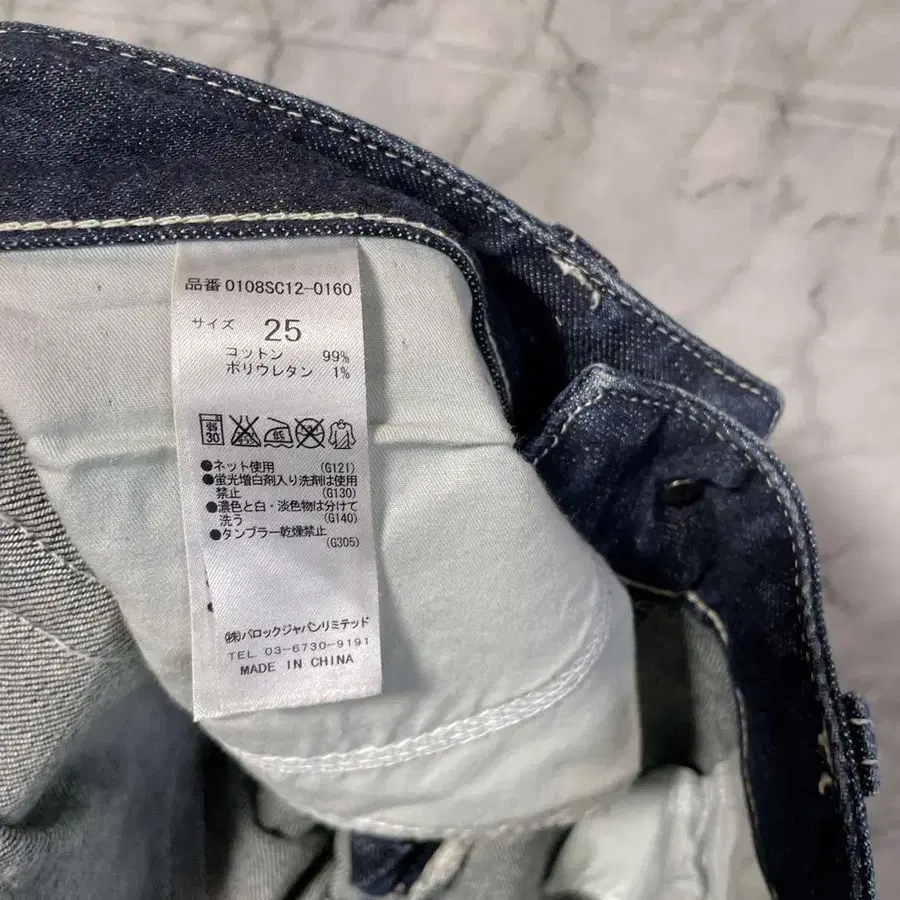 品番 0108SC12-0160
サイズ 25
コットン 99%
ポリウレタン 1%
弱 30 低
●ネット使用 (G121)
●蛍光増白剤入り洗剤は使用
禁止 (G130)
●濃色と白・淡色物は分けて
洗う (G140)
●タンブラー乾燥禁止
(G305)
㈱バロックジャパンリミテッド
TEL 03-6730-9191
MADE IN CHINA